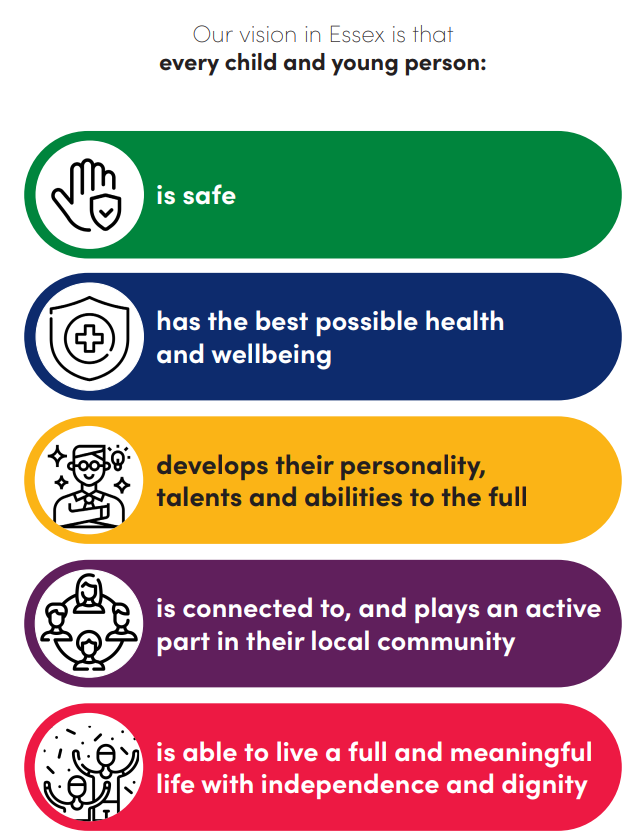 Our vision in Essex is that
every child and young person:
is safe
has the best possible health
and wellbeing
develops their personality,
talents and abilities to the full
is connected to, and plays an active
part in their local community
is able to live a full and meaningful
life with independence and dignity